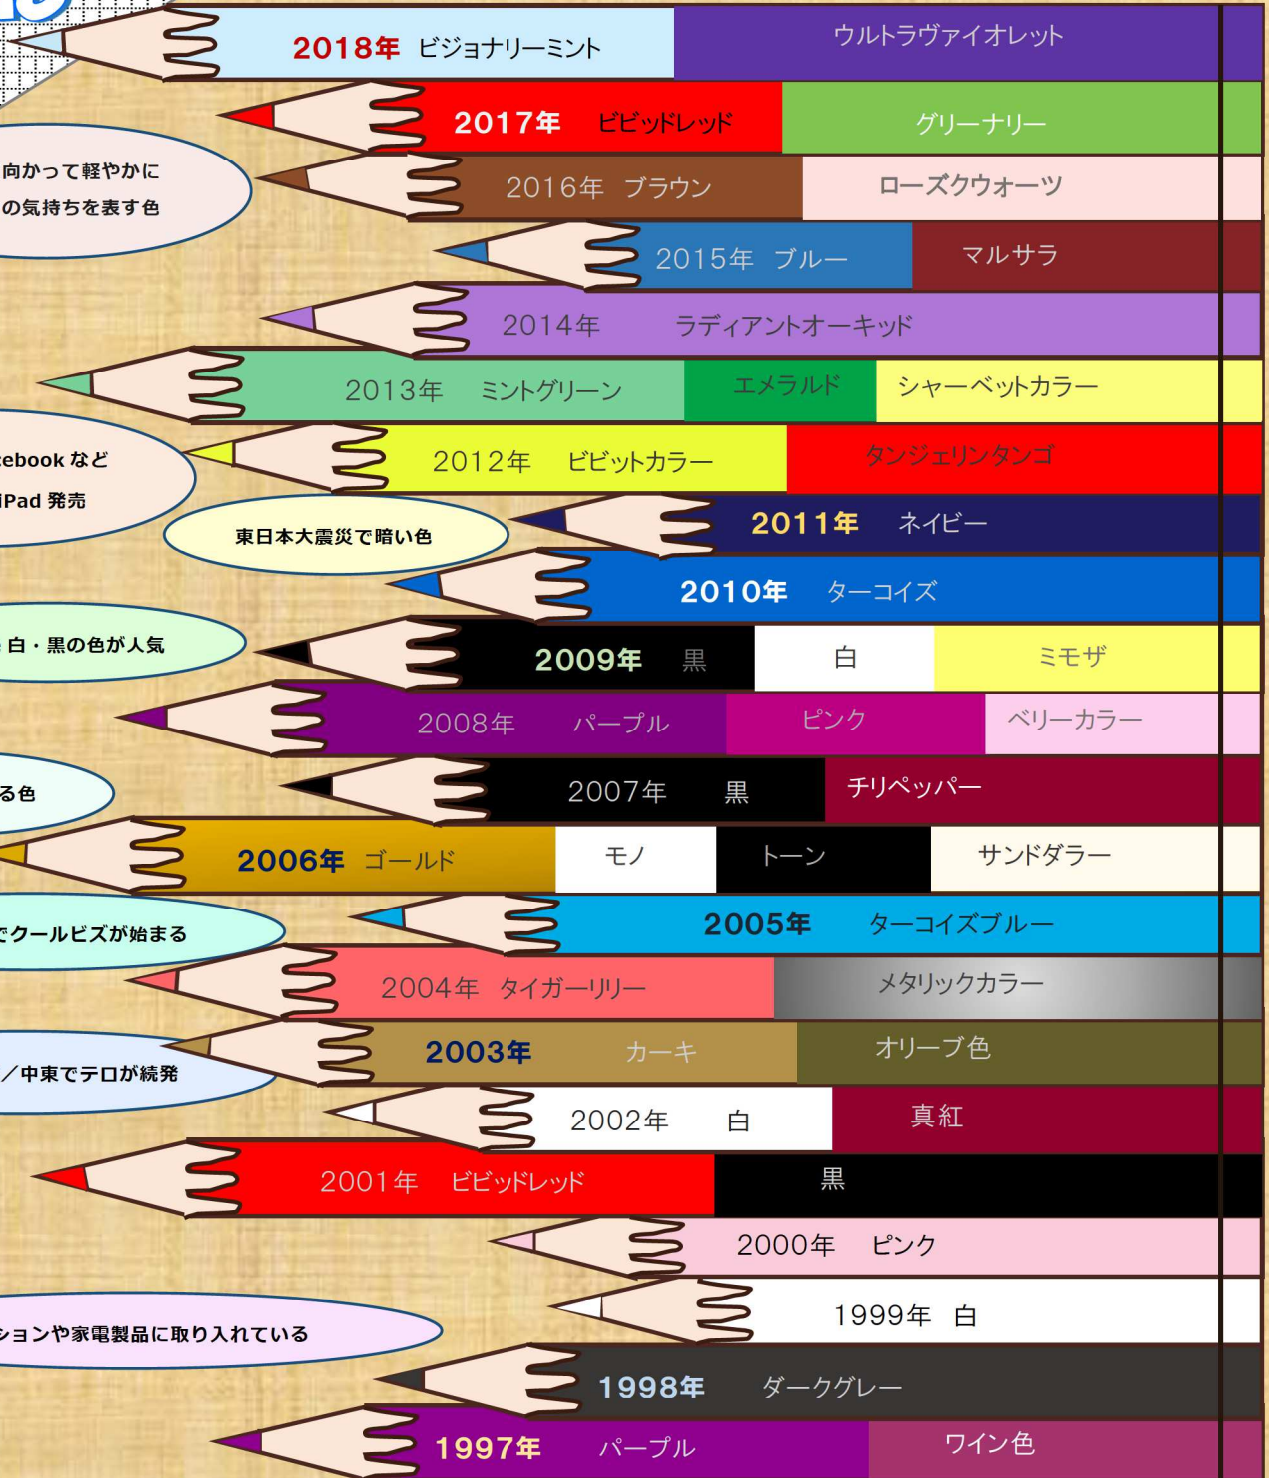 2018年 ビジョナリーミント ウルトラヴァイオレット
2017年 ビビッドレッド グリーナリー
向かって軽やかに
の気持ちを表す色
2016年 ブラウン ローズクウォーツ
2015年 ブルー マルサラ
2014年 ラディアントオーキッド
2013年 ミントグリーン エメラルド シャーベットカラー
ebook など
iPad 発売
2012年 ビビットカラー タンジェリンタンゴ
東日本大震災で暗い色
2011年 ネイビー
2010年 ターコイズ
白・黒の色が人気
2009年 黒 白 ミモザ
2008年 パープル ピンク ベリーカラー
る色
2007年 黒 チリペッパー
2006年 ゴールド モノ トーン サンドダラー
でクールビズが始まる
2005年 ターコイズブルー
2004年 タイガーリリー メタリックカラー
2003年 カーキ オリーブ色
／中東でテロが続発
2002年 白 真紅
2001年 ビビッドレッド 黒
2000年 ピンク
1999年 白
ションや家電製品に取り入れている
1998年 ダークグレー
1997年 パープル ワイン色